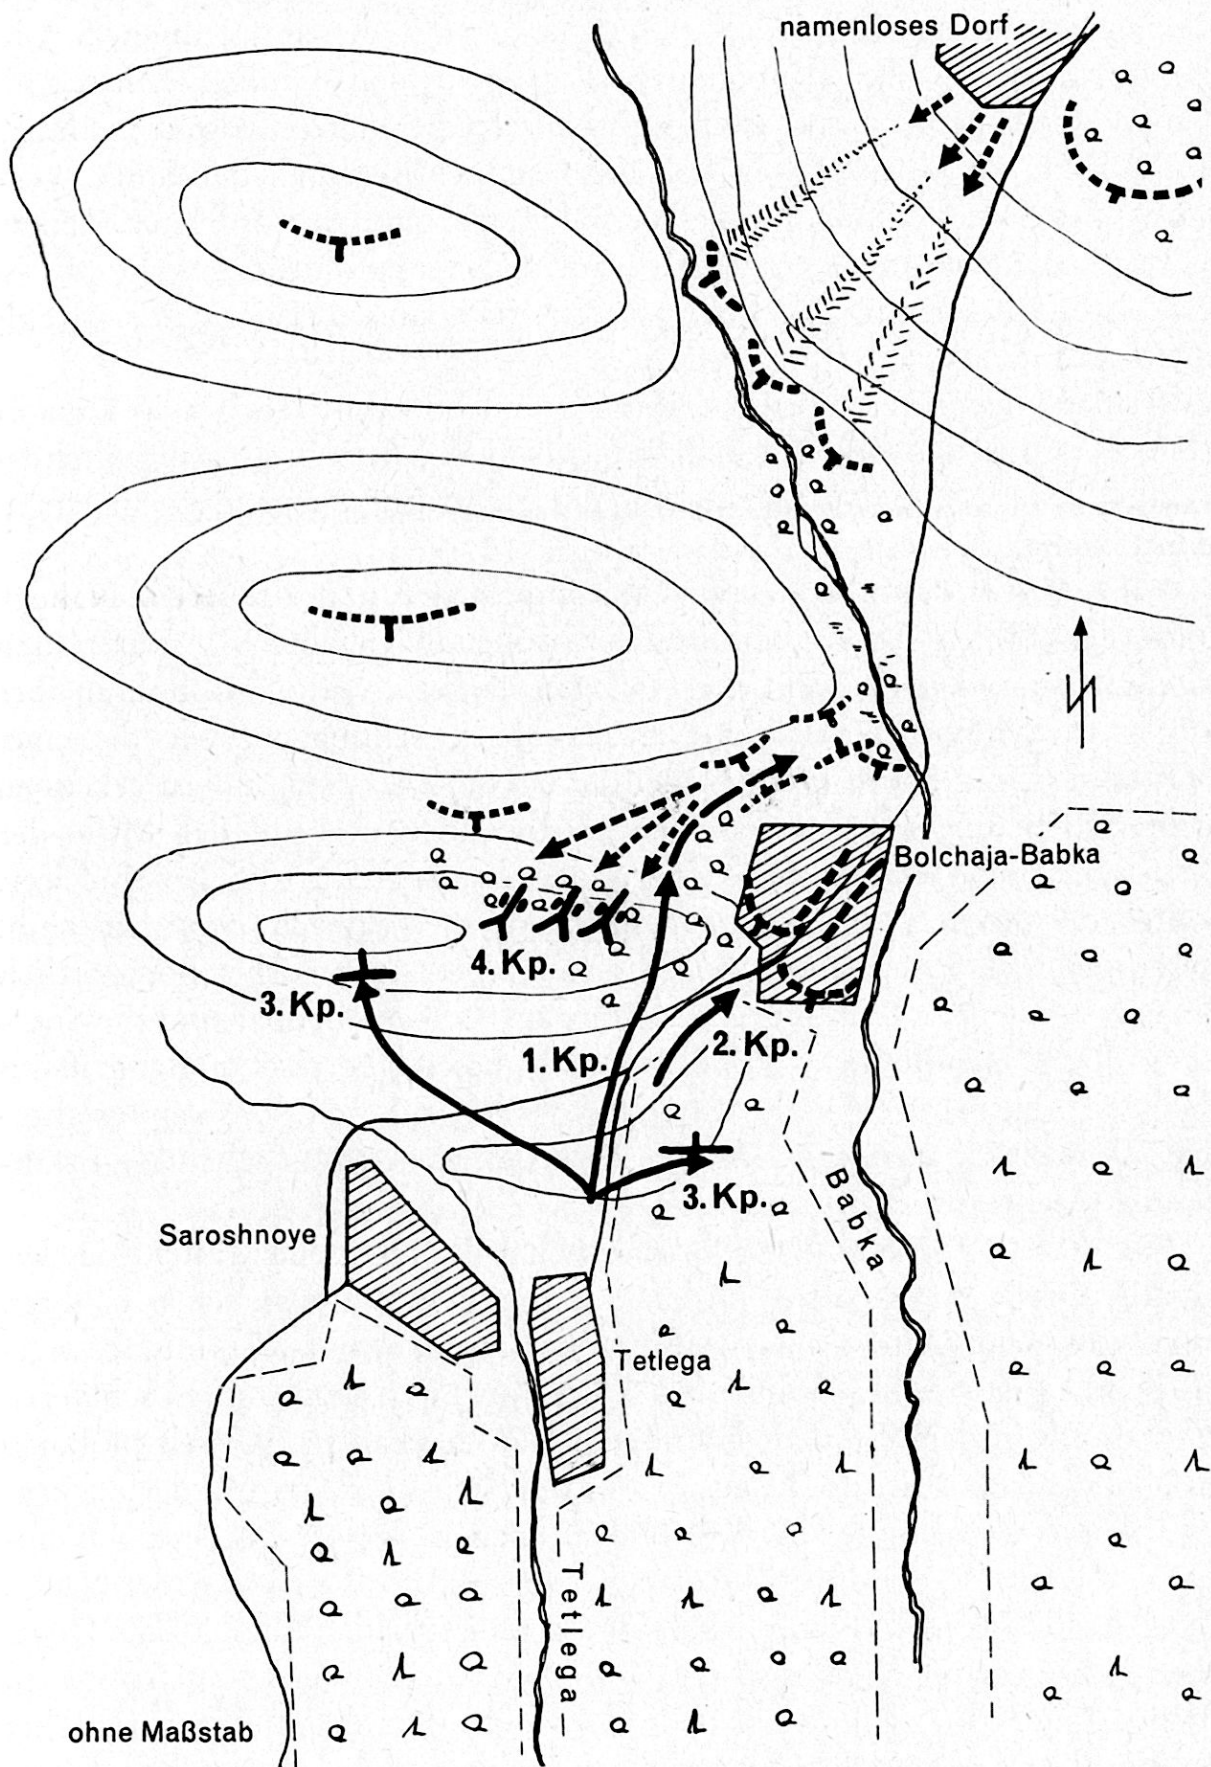 namenloses Dorf
Bolchaja-Babka
4. Kp.
3. Kp.
1. Kp.
2. Kp.
3. Kp.
Babka
Saroshnoye
Tetlega
Tetlega
ohne Maßstab